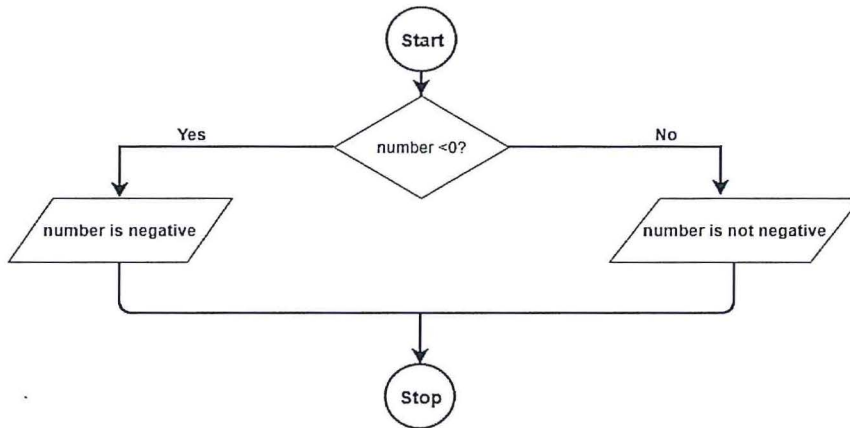 Start
Yes
number <0?
No
number is negative
number is not negative
Stop